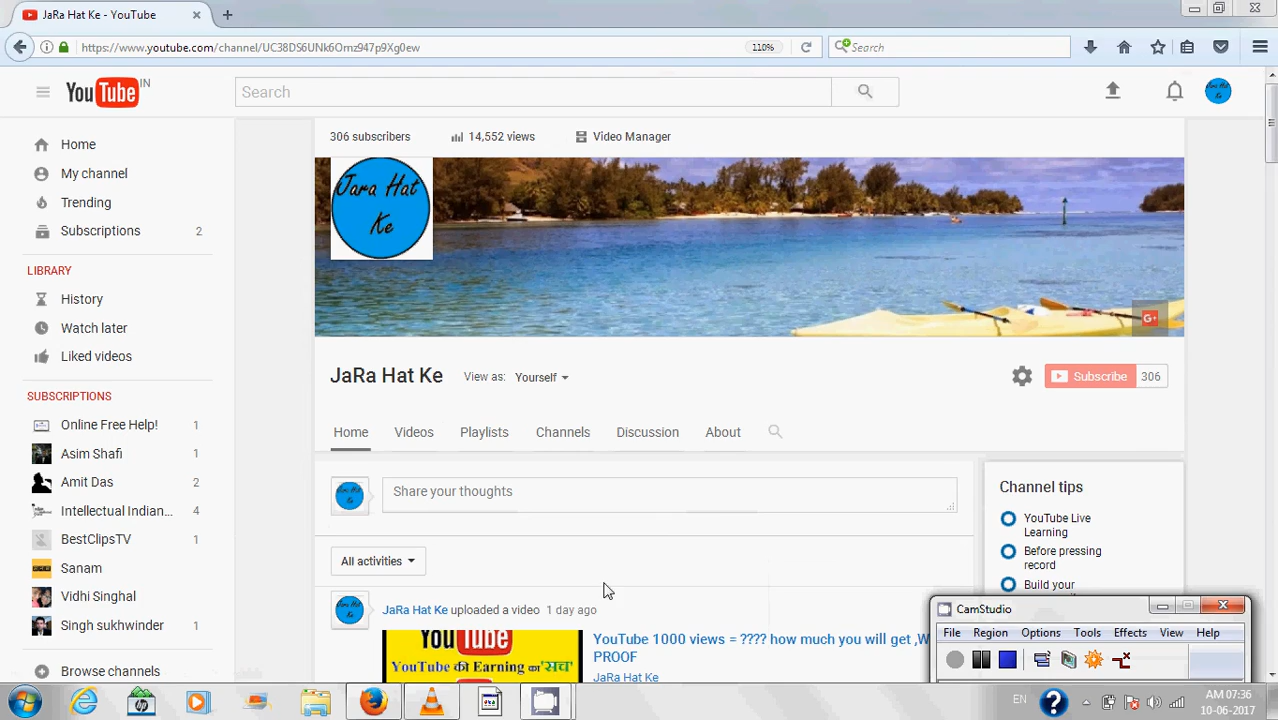 JaRa Hat Ke - YouTube
https://www.youtube.com/channel/UC38DS6UNk6Ornz947p9Xg0ew
110%
Search
YouTube IN
Search
Jara Hat Ke
306 subscribers
14,552 views
Video Manager
Home
My channel
Trending
Subscriptions 2
LIBRARY
History
Watch later
Liked videos
SUBSCRIPTIONS
Online Free Help! 1
Asim Shafi 1
Amit Das 2
Intellectual Indian... 4
BestClipsTV 1
Sanam
Vidhi Singhal 1
Singh sukhwinder 1
Browse channels
Jara Hat
Ke
G+
JaRa Hat Ke
View as: Yourself
Subscribe 306
Home Videos Playlists Channels Discussion About
Share your thoughts
All activities
JaRa Hat Ke uploaded a video 1 day ago
YouTube
YouTube की Earning का 'सच'
YouTube 1000 views = ???? how much you will get ,W
PROOF
JaRa Hat Ke
Channel tips
YouTube Live
Learning
Before pressing
record
Build your
CamStudio
File Region Options Tools Effects View Help
EN
AM 07:36
10-06-2017